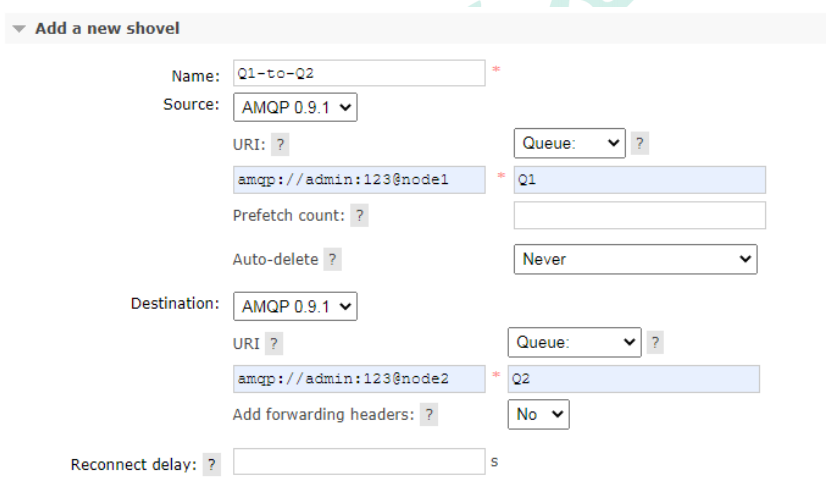 Add a new shovel
Name: Q1-to-Q2 *
Source: AMQP 0.9.1
URI: ? Queue: ?
amqp://admin:123@node1 * Q1
Prefetch count: ?
Auto-delete ? Never
Destination: AMQP 0.9.1
URI ? Queue: ?
amqp://admin:123@node2 * Q2
Add forwarding headers: ? No
Reconnect delay: ? s